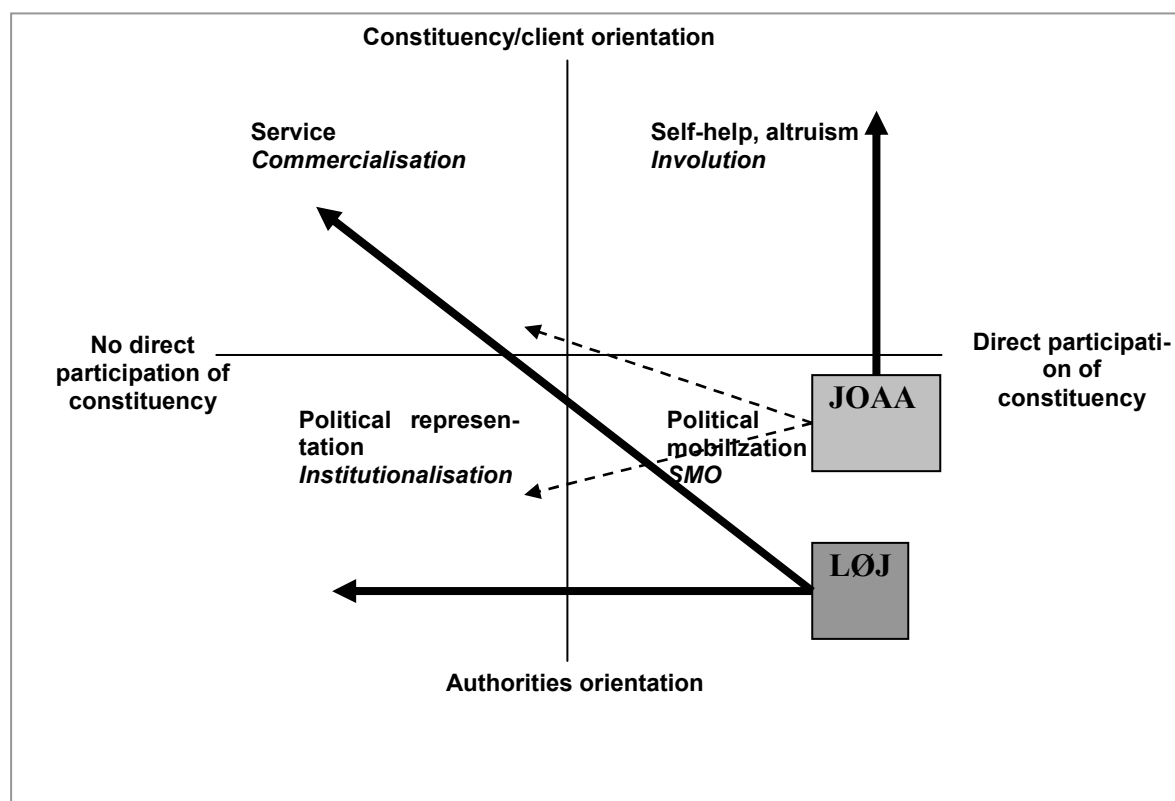 Constituency/client orientation
Service
Commercialisation
Self-help, altruism
Involution
No direct
participation of
constituency
Direct participati-
on of
constituency
JOAA
Political represen-
tation
Institutionalisation
Political
mobilization
SMO
LØJ
Authorities orientation